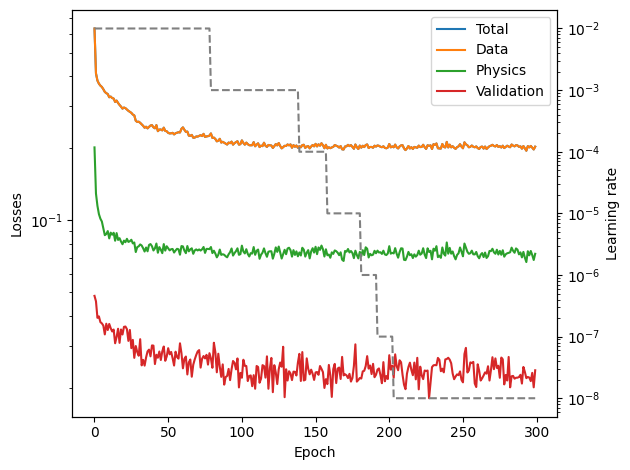 Total
Data
Physics
Validation
Losses
10⁻¹
10⁻²
10⁻³
10⁻⁴
10⁻⁵
10⁻⁶
10⁻⁷
10⁻⁸
Learning rate
0 50 100 150 200 250 300
Epoch